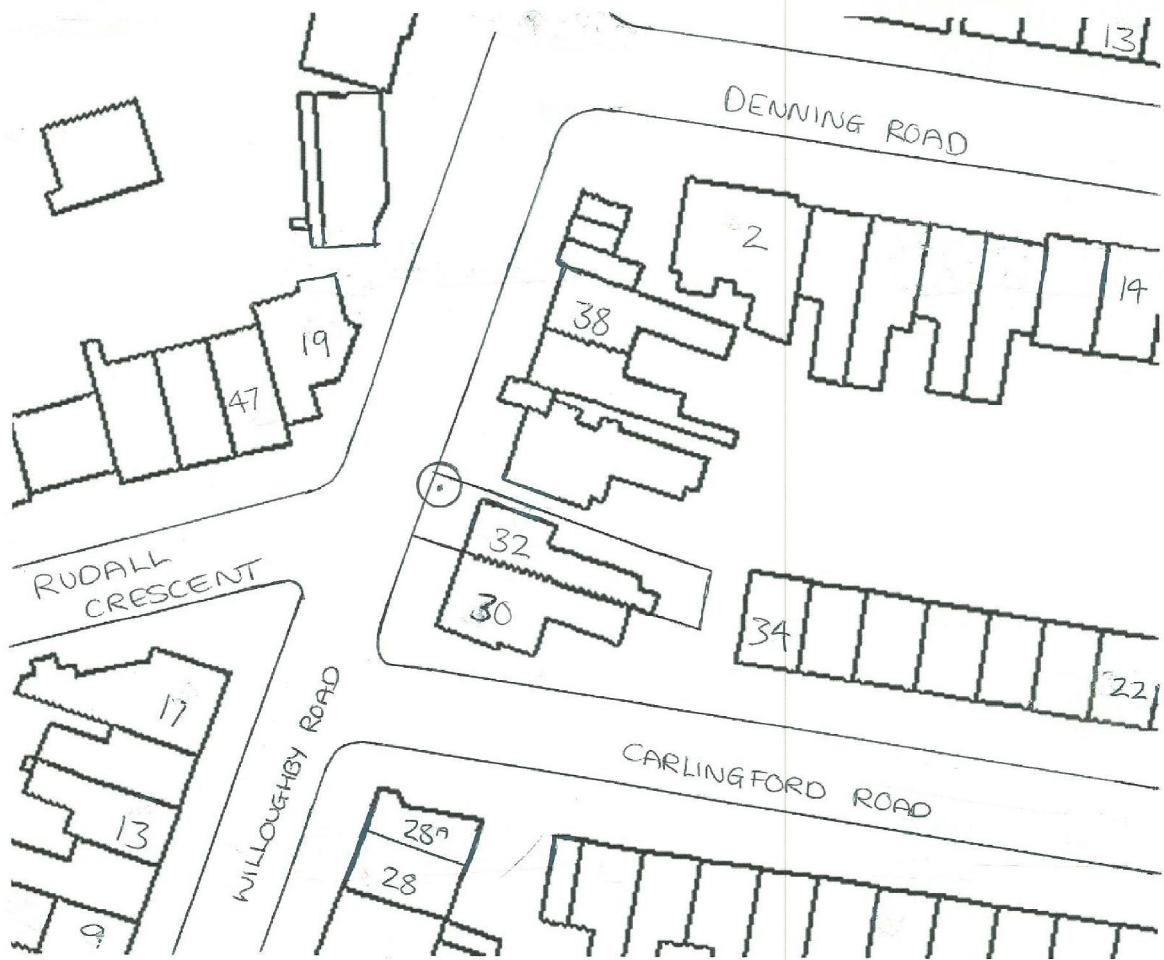 13
DENNING ROAD
2
14
38
19
47
32
30
RUDALL
CRESCENT
34
22
17
WILLOUGHBY ROAD
CARLINGFORD ROAD
13
28A
28
9